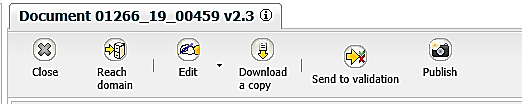 Document 01266_19_00459 v2.3
Close
Reach
domain
Edit
Download
a copy
Send to validation
Publish